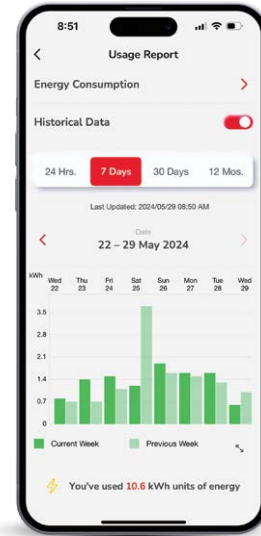 8:51
Usage Report
Energy Consumption
Historical Data
24 Hrs. 7 Days 30 Days 12 Mos.
Last Updated: 2024/05/29 08:50 AM
Date
22 – 29 May 2024
kWh
Wed Thu Fri Sat Sun Mon Tue Wed
22 23 24 25 26 27 28 29
3.5
2.8
2.1
1.4
0.7
0
Current Week Previous Week
You've used 10.6 kWh units of energy